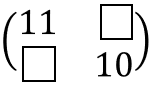 (11 □
□ 10)